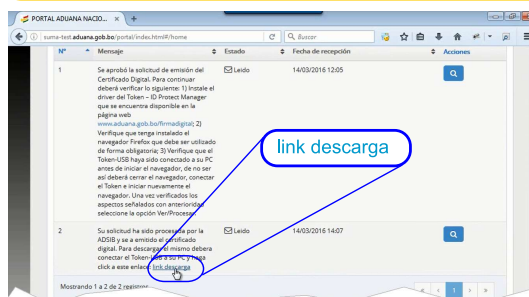 PORTAL ADUANA NACIO...
suma-test.aduana.gob.bo/portal/index.html#/home
Buscar
N° Mensaje Estado Fecha de recepción Acciones
1 Se aprobó la solicitud de emisión del Leido 14/03/2016 12:05
Certificado Digital. Para continuar
deberá verificar lo siguiente: 1) Instale el
driver del Token – ID Protect Manager
que se encuentra disponible en la
página web
www.aduana.gob.bo/firmadigital; 2)
Verifique que tenga instalado el
navegador Firefox que debe ser utilizado
de forma obligatoria; 3) Verifique que el
Token-USB haya sido conectado a su PC
antes de iniciar el navegador, de no ser
así deberá cerrar el navegador, conectar
el Token e iniciar nuevamente el
navegador. Una vez verificados los
aspectos señalados con anterioridad
seleccione la opción Ver/Procesar.
link descarga
2 Su solicitud ha sido procesada por la Leido 14/03/2016 14:07
ADSIB y se a emitido el certificado
digital. Para descargar el mismo debera
conectar el Token-USB a su PC y haga
click a este enlace: link descarga
Mostrando 1 a 2 de 2 registros
« < 1 > »